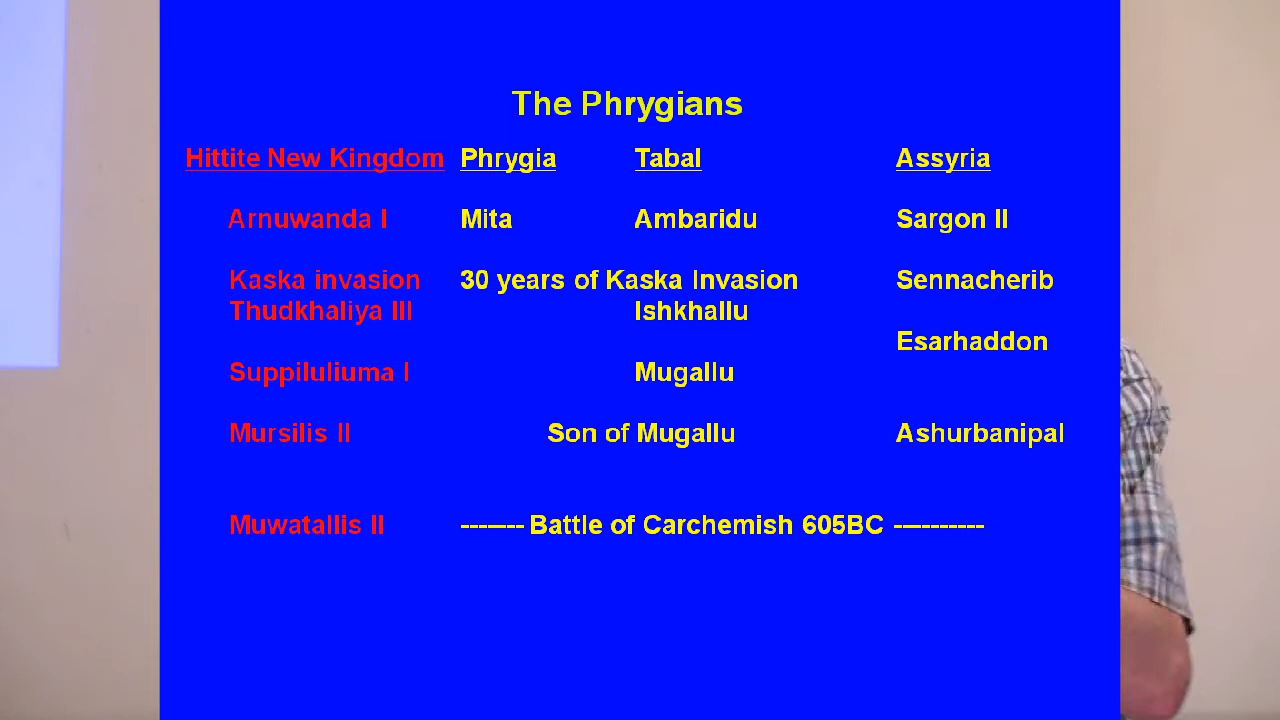 The Phrygians
Hittite New Kingdom Phrygia Tabal Assyria
Arnuwanda I Mita Ambaridu Sargon II
Kaska invasion 30 years of Kaska Invasion Sennacherib
Thudkhaliya III Ishkhallu
Esarhaddon
Suppiluliuma I Mugallu
Mursilis II Son of Mugallu Ashurbanipal
Muwatallis II -------- Battle of Carchemish 605BC -----------